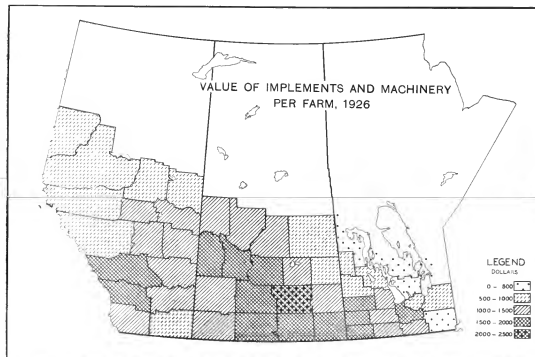 VALUE OF IMPLEMENTS AND MACHINERY
PER FARM, 1926
LEGEND
DOLLARS
0 - 500
500 - 1000
1000 - 1500
1500 - 2000
2000 - 2500